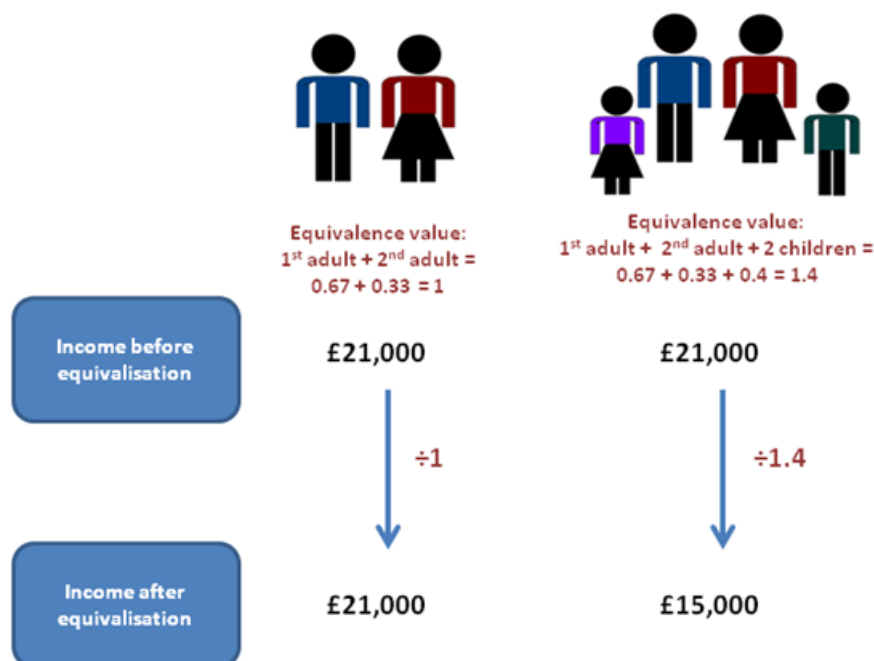 Equivalence value:
1st adult + 2nd adult =
0.67 + 0.33 = 1
Equivalence value:
1st adult + 2nd adult + 2 children =
0.67 + 0.33 + 0.4 = 1.4
Income before
equivalisation
£21,000
£21,000
÷1
÷1.4
Income after
equivalisation
£21,000
£15,000